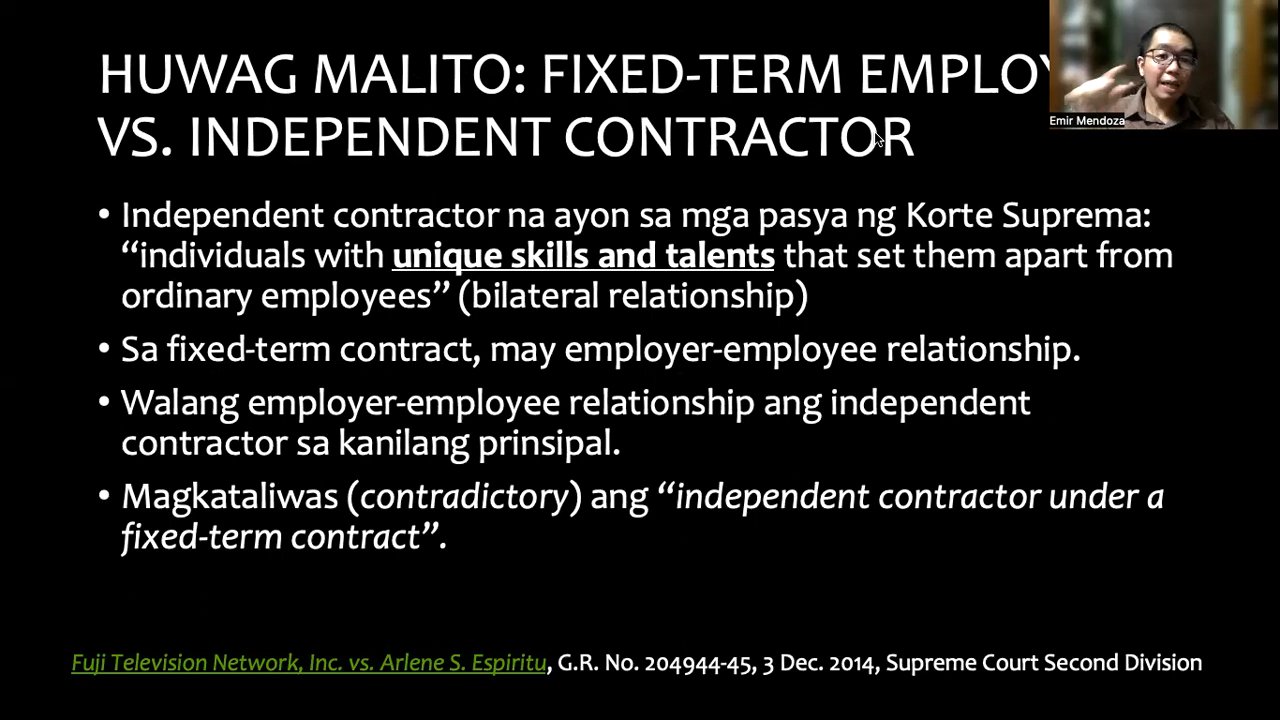 HUWAG MALITO: FIXED-TERM EMPLOY
VS. INDEPENDENT CONTRACTOR
Emir Mendoza
• Independent contractor na ayon sa mga pasya ng Korte Suprema:
“individuals with unique skills and talents that set them apart from
ordinary employees” (bilateral relationship)
• Sa fixed-term contract, may employer-employee relationship.
• Walang employer-employee relationship ang independent
contractor sa kanilang prinsipal.
• Magkataliwas (contradictory) ang “independent contractor under a
fixed-term contract”.
Fuji Television Network, Inc. vs. Arlene S. Espiritu, G.R. No. 204944-45, 3 Dec. 2014, Supreme Court Second Division